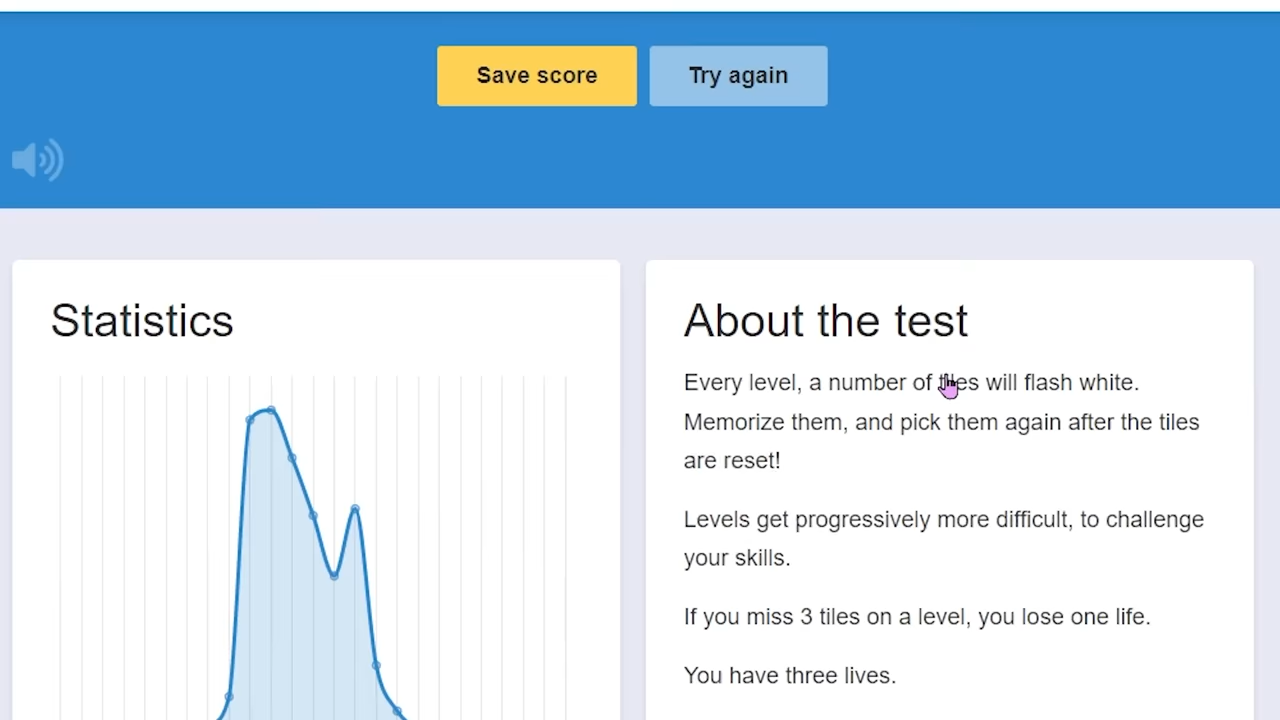 Save score
Try again
Statistics
About the test
Every level, a number of tiles will flash white.
Memorize them, and pick them again after the tiles
are reset!
Levels get progressively more difficult, to challenge
your skills.
If you miss 3 tiles on a level, you lose one life.
You have three lives.